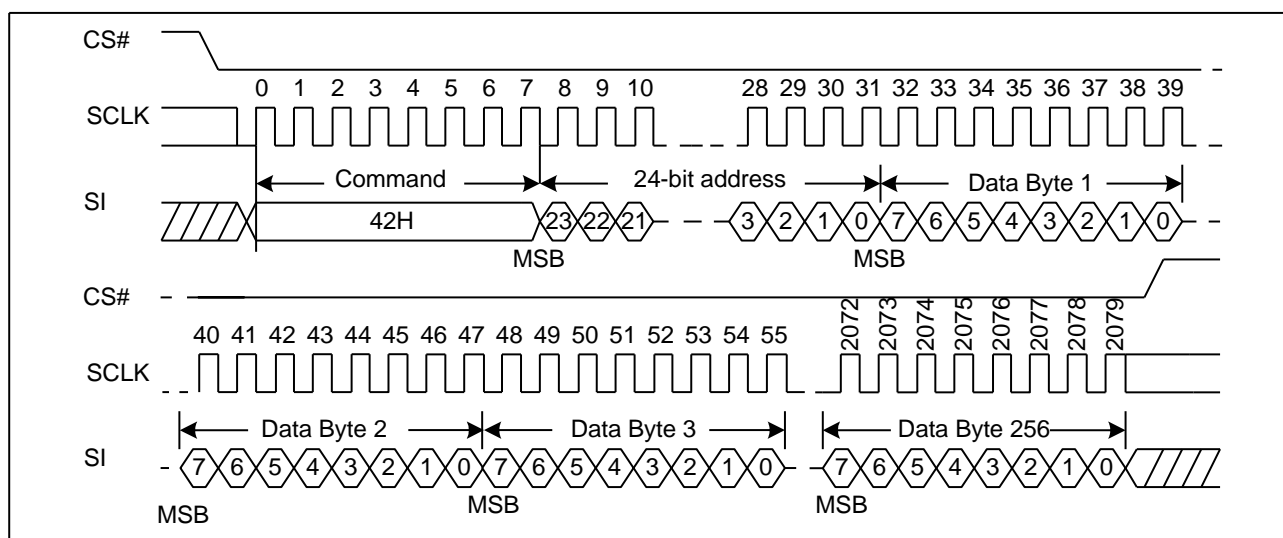 CS#
0 1 2 3 4 5 6 7 8 9 10 28 29 30 31 32 33 34 35 36 37 38 39
SCLK
Command 24-bit address Data Byte 1
SI
42H 23 22 21 3 2 1 0 7 6 5 4 3 2 1 0
MSB MSB
CS#
40 41 42 43 44 45 46 47 48 49 50 51 52 53 54 55 2072 2073 2074 2075 2076 2077 2078 2079
SCLK
Data Byte 2 Data Byte 3 Data Byte 256
SI
7 6 5 4 3 2 1 0 7 6 5 4 3 2 1 0 7 6 5 4 3 2 1 0
MSB MSB MSB